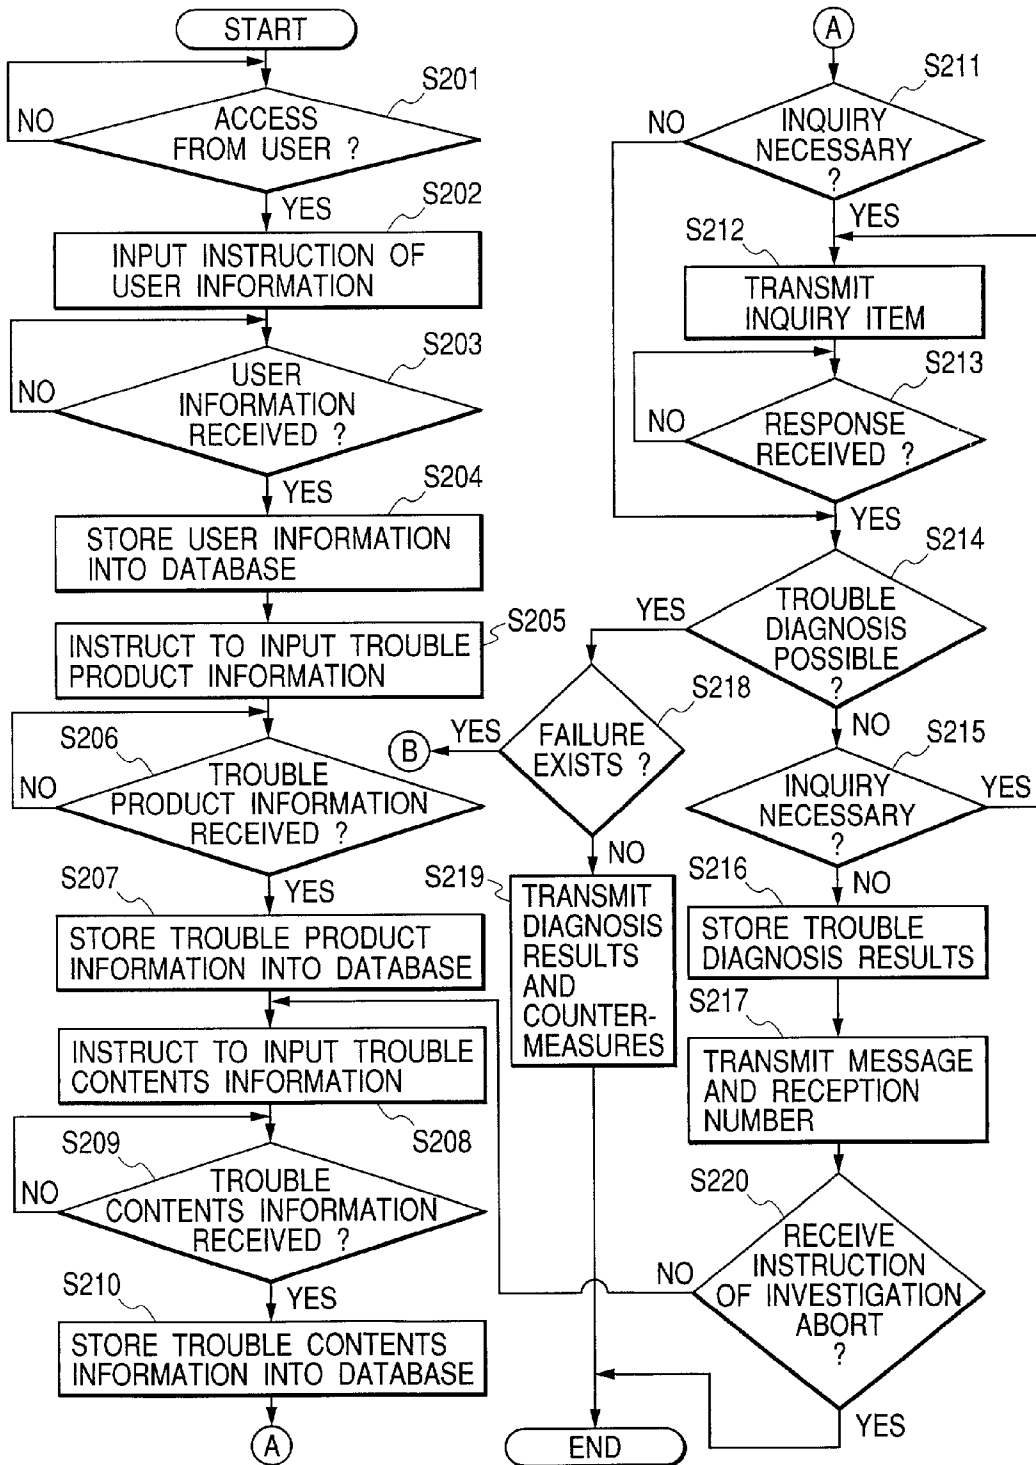 START
S201
NO
ACCESS
FROM USER ?
YES
S202
INPUT INSTRUCTION OF
USER INFORMATION
S203
NO
USER
INFORMATION
RECEIVED ?
YES
S204
STORE USER INFORMATION
INTO DATABASE
S205
INSTRUCT TO INPUT TROUBLE
PRODUCT INFORMATION
S206
NO
TROUBLE
PRODUCT INFORMATION
RECEIVED ?
YES
S207
STORE TROUBLE PRODUCT
INFORMATION INTO DATABASE
INSTRUCT TO INPUT TROUBLE
CONTENTS INFORMATION
S208
S209
NO
TROUBLE
CONTENTS INFORMATION
RECEIVED ?
YES
S210
STORE TROUBLE CONTENTS
INFORMATION INTO DATABASE
A
A
S211
NO
INQUIRY
NECESSARY
?
YES
S212
TRANSMIT
INQUIRY ITEM
S213
NO
RESPONSE
RECEIVED ?
YES
S214
YES
TROUBLE
DIAGNOSIS
POSSIBLE
?
NO
S218
YES
B
FAILURE
EXISTS ?
NO
S219
TRANSMIT
DIAGNOSIS
RESULTS
AND
COUNTER-
MEASURES
S215
INQUIRY
NECESSARY
?
YES
NO
S216
STORE TROUBLE
DIAGNOSIS RESULTS
S217
TRANSMIT MESSAGE
AND RECEPTION
NUMBER
S220
NO
RECEIVE
INSTRUCTION
OF INVESTIGATION
ABORT
?
YES
END